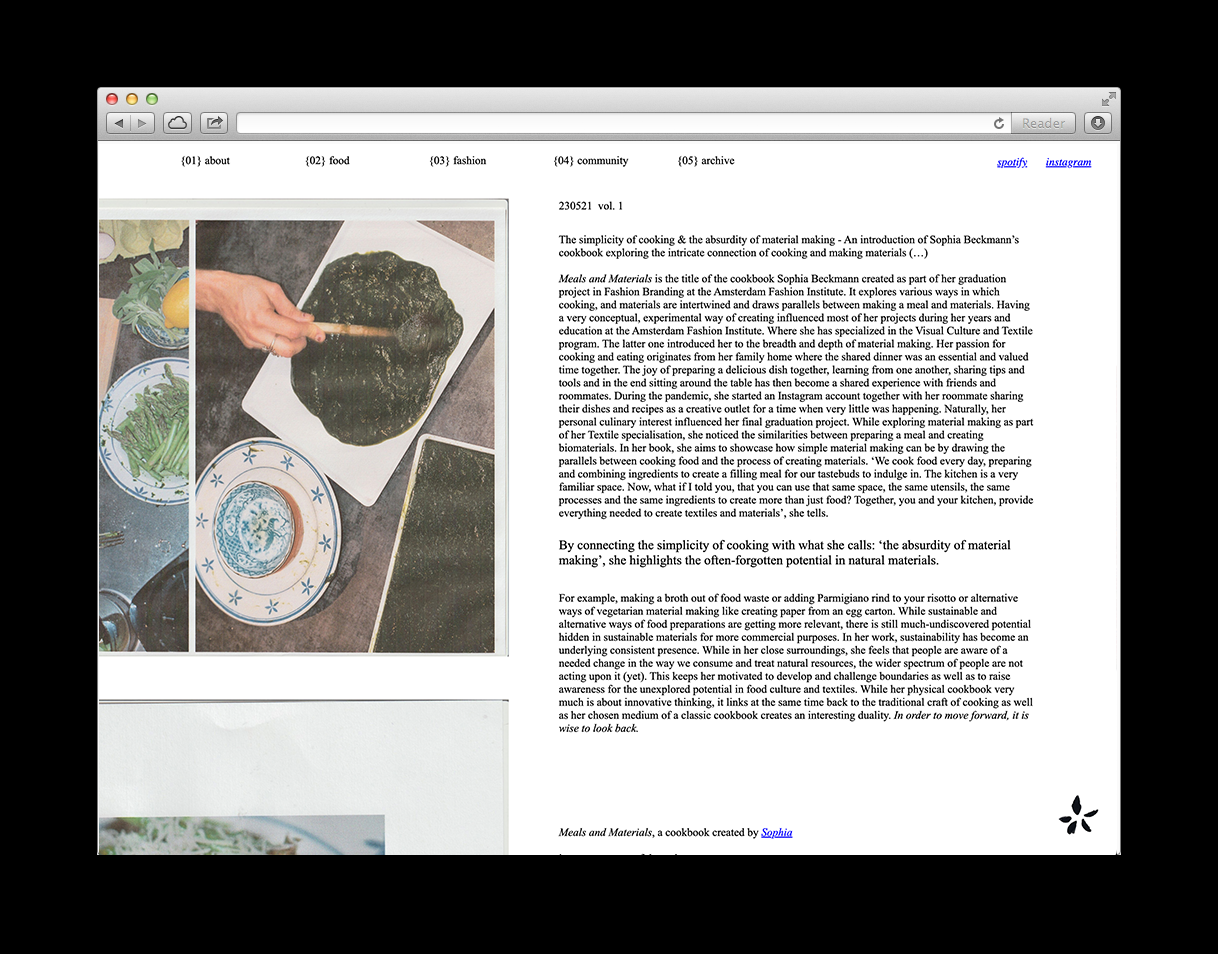 Reader
{01} about
{02} food
{03} fashion
{04} community
{05} archive
spotify
instagram
230521 vol. 1
The simplicity of cooking & the absurdity of material making - An introduction of Sophia Beckmann’s
cookbook exploring the intricate connection of cooking and making materials (…)
Meals and Materials is the title of the cookbook Sophia Beckmann created as part of her graduation
project in Fashion Branding at the Amsterdam Fashion Institute. It explores various ways in which
cooking, and materials are intertwined and draws parallels between making a meal and materials. Having
a very conceptual, experimental way of creating influenced most of her projects during her years and
education at the Amsterdam Fashion Institute. Where she has specialized in the Visual Culture and Textile
program. The latter one introduced her to the breadth and depth of material making. Her passion for
cooking and eating originates from her family home where the shared dinner was an essential and valued
time together. The joy of preparing a delicious dish together, learning from one another, sharing tips and
tools and in the end sitting around the table has then become a shared experience with friends and
roommates. During the pandemic, she started an Instagram account together with her roommate sharing
their dishes and recipes as a creative outlet for a time when very little was happening. Naturally, her
personal culinary interest influenced her final graduation project. While exploring material making as part
of her Textile specialisation, she noticed the similarities between preparing a meal and creating
biomaterials. In her book, she aims to showcase how simple material making can be by drawing the
parallels between cooking food and the process of creating materials. ‘We cook food every day, preparing
and combining ingredients to create a filling meal for our tastebuds to indulge in. The kitchen is a very
familiar space. Now, what if I told you, that you can use that same space, the same utensils, the same
processes and the same ingredients to create more than just food? Together, you and your kitchen, provide
everything needed to create textiles and materials’, she tells.
By connecting the simplicity of cooking with what she calls: ‘the absurdity of material
making’, she highlights the often-forgotten potential in natural materials.
For example, making a broth out of food waste or adding Parmigiano rind to your risotto or alternative
ways of vegetarian material making like creating paper from an egg carton. While sustainable and
alternative ways of food preparations are getting more relevant, there is still much-undiscovered potential
hidden in sustainable materials for more commercial purposes. In her work, sustainability has become an
underlying consistent presence. While in her close surroundings, she feels that people are aware of a
needed change in the way we consume and treat natural resources, the wider spectrum of people are not
acting upon it (yet). This keeps her motivated to develop and challenge boundaries as well as to raise
awareness for the unexplored potential in food culture and textiles. While her physical cookbook very
much is about innovative thinking, it links at the same time back to the traditional craft of cooking as well
as her chosen medium of a classic cookbook creates an interesting duality. In order to move forward, it is
wise to look back.
Meals and Materials, a cookbook created by Sophia